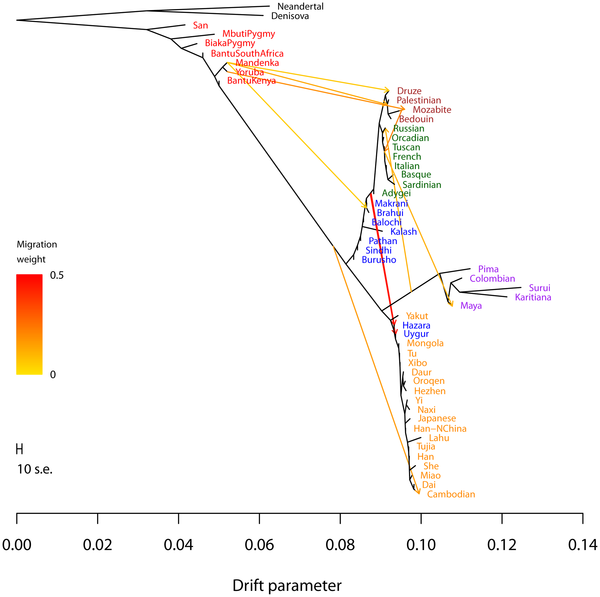 Neandertal
Denisova
San
MbutiPygmy
BiakaPygmy
BantuSouthAfrica
Mandenka
Yoruba
BantuKenya
Druze
Palestinian
Mozabite
Bedouin
Russian
Orcadian
Tuscan
French
Italian
Basque
Sardinian
Adygei
Makrani
Brahui
Balochi
Kalash
Pathan
Sindhi
Burusho
Migration
weight
0.5
0
Pima
Colombian
Surui
Karitiana
Maya
Yakut
Hazara
Uygur
Mongola
Tu
Xibo
Daur
Oroqen
Hezhen
Yi
Naxi
Japanese
Han−NChina
Lahu
Tujia
Han
She
Miao
Dai
Cambodian
10 s.e.
0.00 0.02 0.04 0.06 0.08 0.10 0.12 0.14
Drift parameter